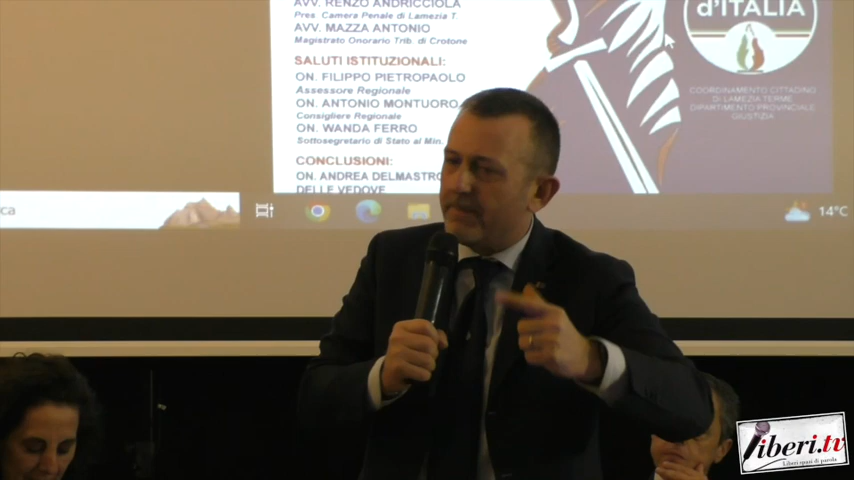 AVV. RENZO ANDRICCIOLA
Pres. Camera Penale di Lamezia T.
AVV. MAZZA ANTONIO
Magistrato Onorario Trib. di Crotone
SALUTI ISTITUZIONALI:
ON. FILIPPO PIETROPAOLO
Assessore Regionale
ON. ANTONIO MONTUORO
Consigliere Regionale
ON. WANDA FERRO
Sottosegretario di Stato al Min.
CONCLUSIONI:
ON. ANDREA DELMASTRO
DELLE VEDOVE
d'ITALIA
COORDINAMENTO CITTADINO
DI LAMEZIA TERME
DIPARTIMENTO PROVINCIALE
GIUSTIZIA
ca
14°C
liberi.tv
Liberi spazi di parola